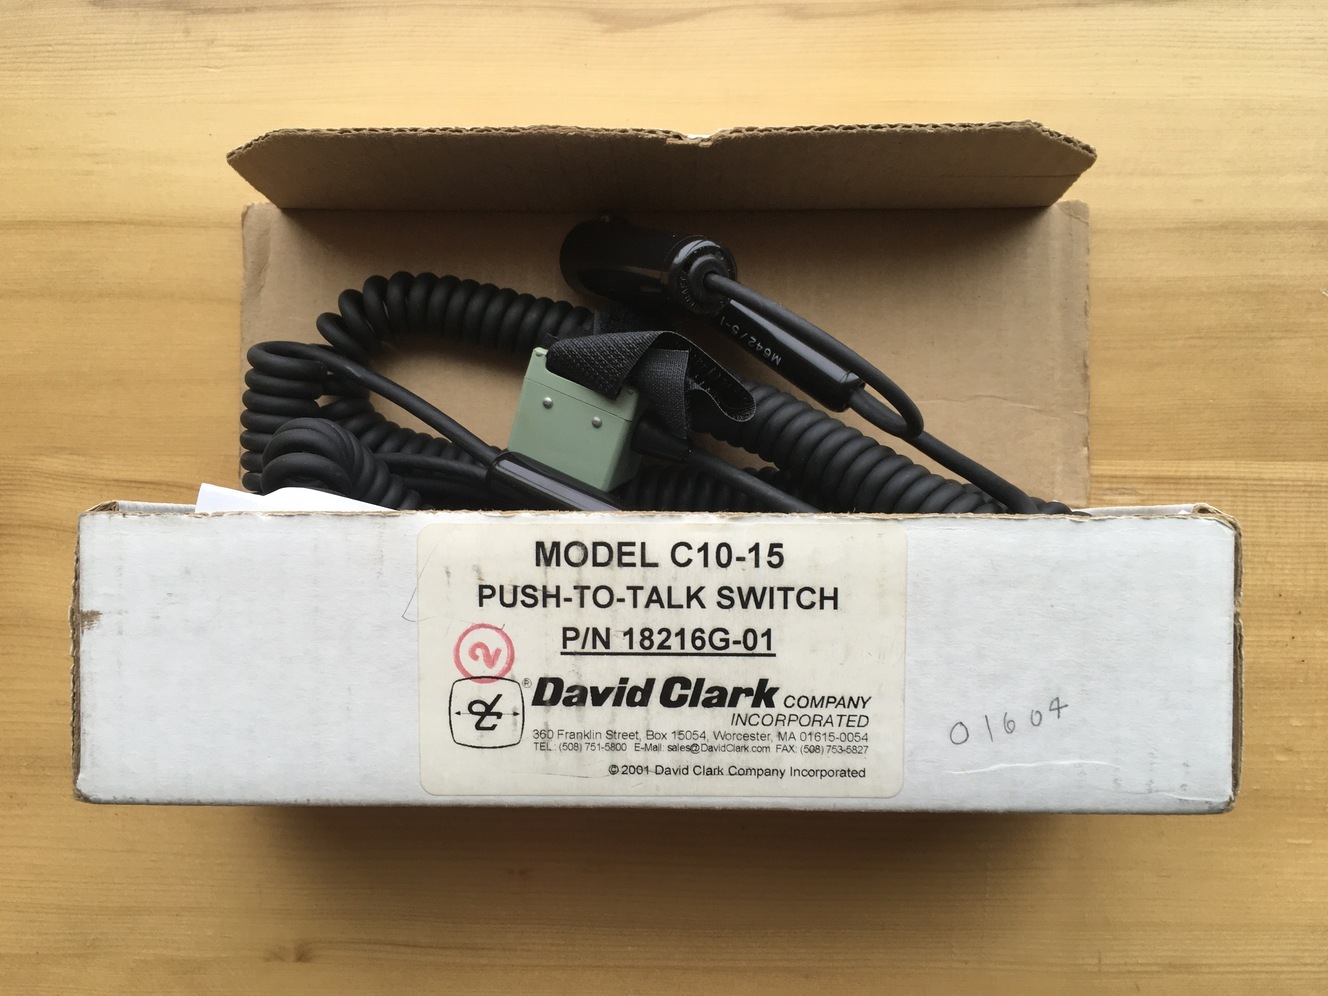 M642/5-1
MODEL C10-15
PUSH-TO-TALK SWITCH
P/N 18216G-01
2
®
David Clark COMPANY
INCORPORATED
360 Franklin Street, Box 15054, Worcester, MA 01615-0054
TEL: (508) 751-5800 E-Mail: sales@DavidClark.com FAX: (508) 753-5827
© 2001 David Clark Company Incorporated
01604